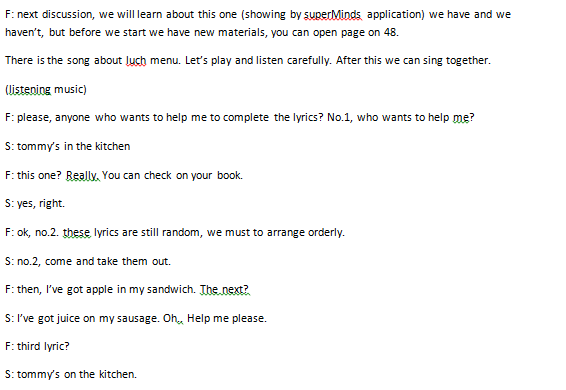 F: next discussion, we will learn about this one (showing by superMinds application) we have and we
haven't, but before we start we have new materials, you can open page on 48.
There is the song about luch menu. Let's play and listen carefully. After this we can sing together.
(listening music)
F: please, anyone who wants to help me to complete the lyrics? No.1, who wants to help me?
S: tommy's in the kitchen
F: this one? Really, You can check on your book.
S: yes, right.
F: ok, no.2. these lyrics are still random, we must to arrange orderly.
S: no.2, come and take them out.
F: then, I've got apple in my sandwich. The next?
S: I've got juice on my sausage. Oh,, Help me please.
F: third lyric?
S: tommy's on the kitchen.